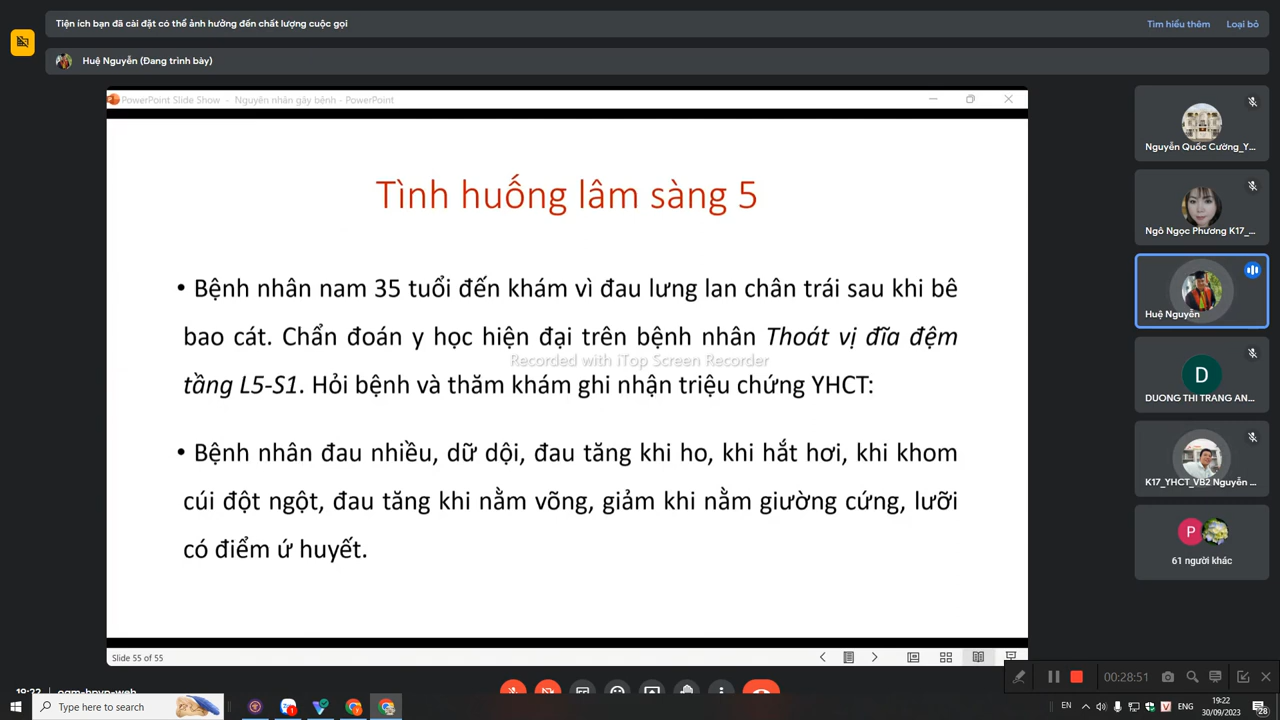 Tiện ích bạn đã cài đặt có thể ảnh hưởng đến chất lượng cuộc gọi
Tìm hiểu thêm
Loại bỏ
Huệ Nguyễn (Đang trình bày)
PowerPoint Slide Show - Nguyên nhân gây bệnh - PowerPoint
Tình huống lâm sàng 5
• Bệnh nhân nam 35 tuổi đến khám vì đau lưng lan chân trái sau khi bê
bao cát. Chẩn đoán y học hiện đại trên bệnh nhân Thoát vị đĩa đệm
Recorded with iTop Screen Recorder
tầng L5-S1. Hỏi bệnh và thăm khám ghi nhận triệu chứng YHCT:
• Bệnh nhân đau nhiều, dữ dội, đau tăng khi ho, khi hắt hơi, khi khom
cúi đột ngột, đau tăng khi nằm võng, giảm khi nằm giường cứng, lưỡi
có điểm ứ huyết.
Slide 55 of 55
Nguyễn Quốc Cường_Y...
Ngô Ngọc Phương K17_...
Huệ Nguyễn
D
DUONG THI TRANG AN...
K17_YHCT_VB2 Nguyễn ...
P
61 người khác
00:28:51
Type here to search
EN
ENG
19:22
30/09/2023
28